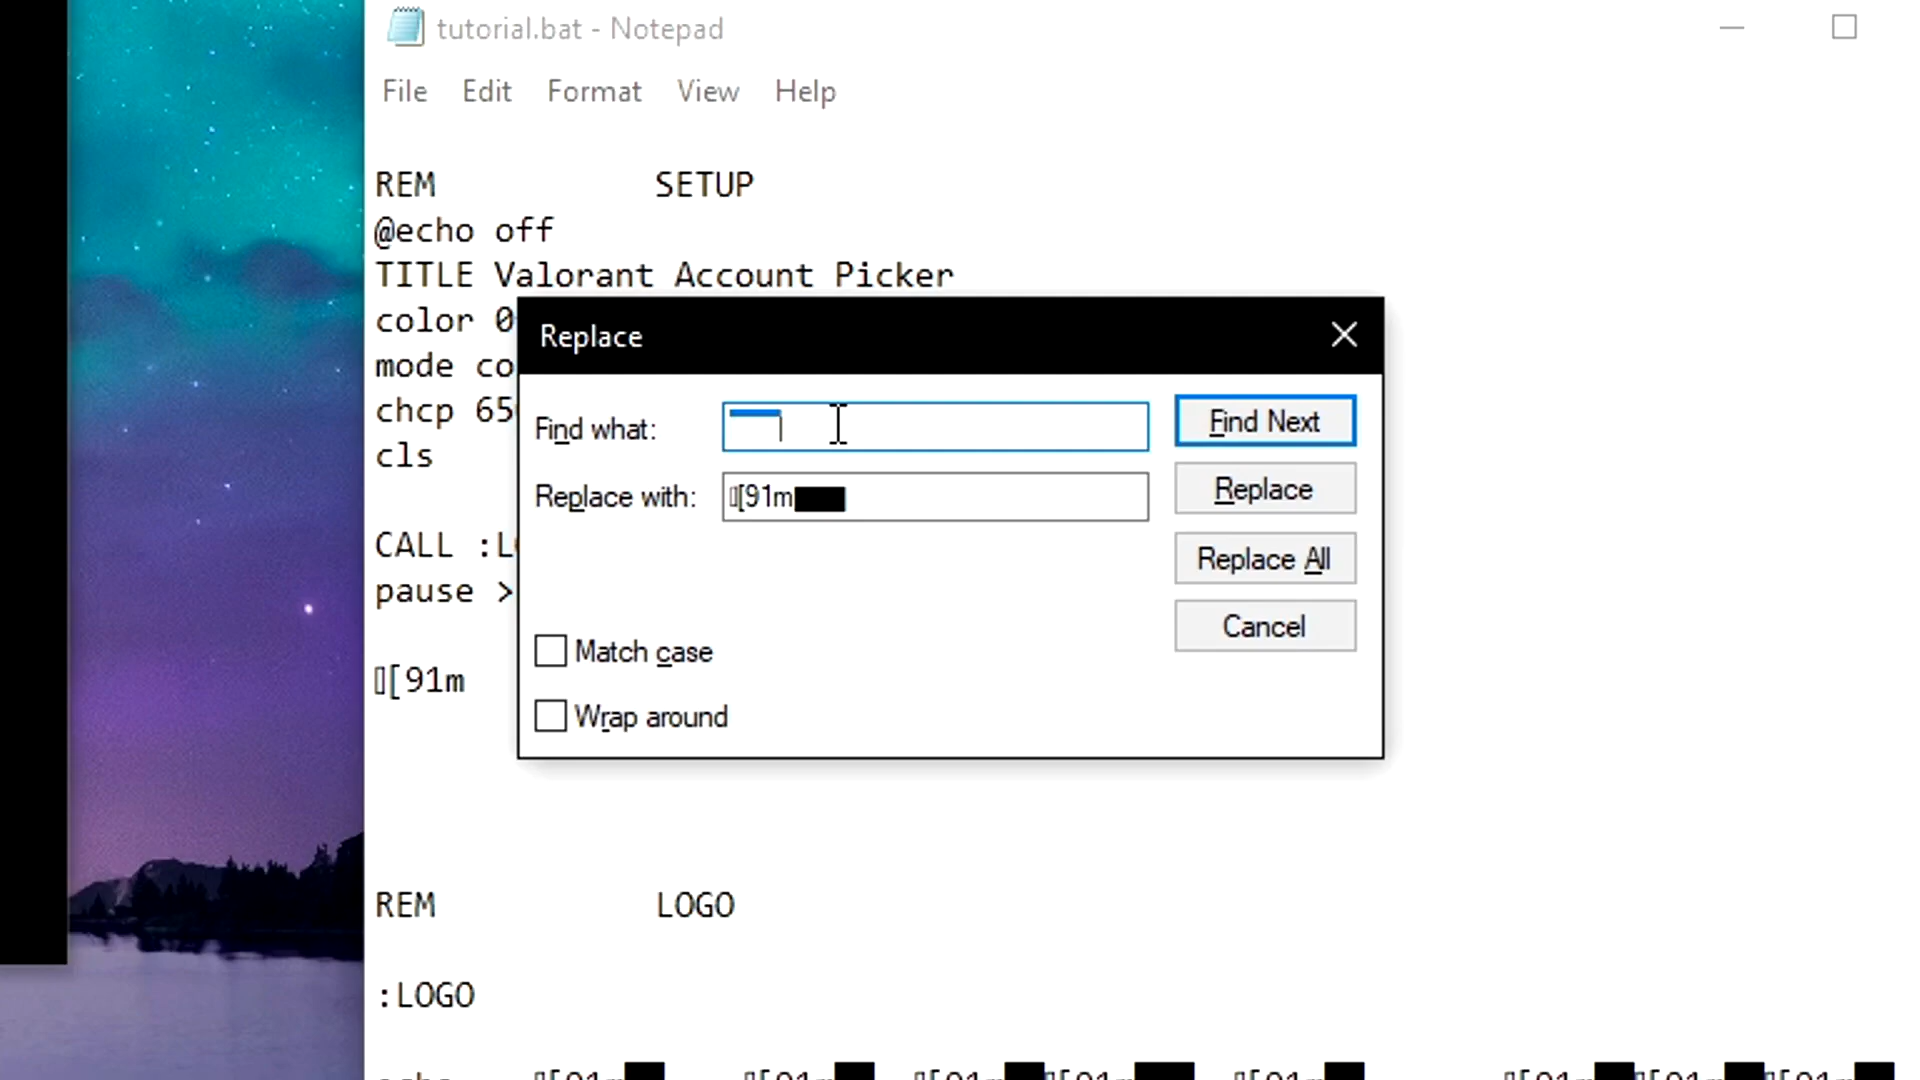 tutorial.bat - Notepad
File Edit Format View Help
REM SETUP
@echo off
TITLE Valorant Account Picker
color 0
mode co
chcp 65
cls
CALL :L
pause >
[91m
Replace
Find what:
Replace with: [91m███
Find Next
Replace
Replace All
Cancel
Match case
Wrap around
REM LOGO
:LOGO